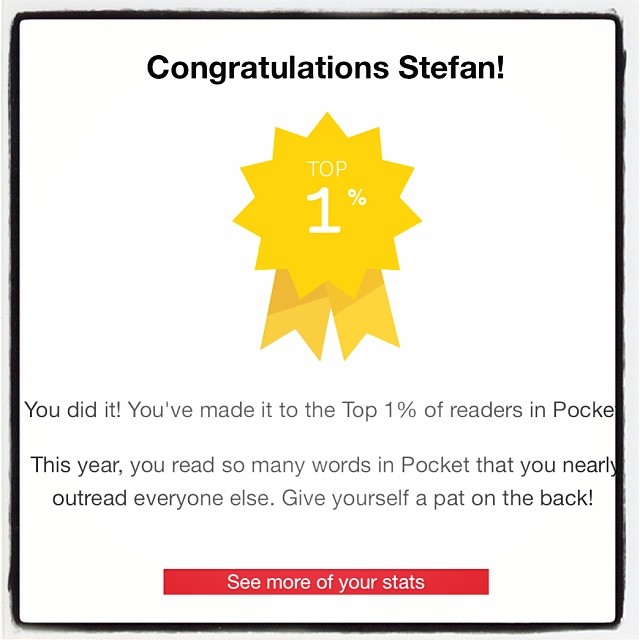 Congratulations Stefan!
TOP
1 %
You did it! You've made it to the Top 1% of readers in Pocke
This year, you read so many words in Pocket that you nearly
outread everyone else. Give yourself a pat on the back!
See more of your stats